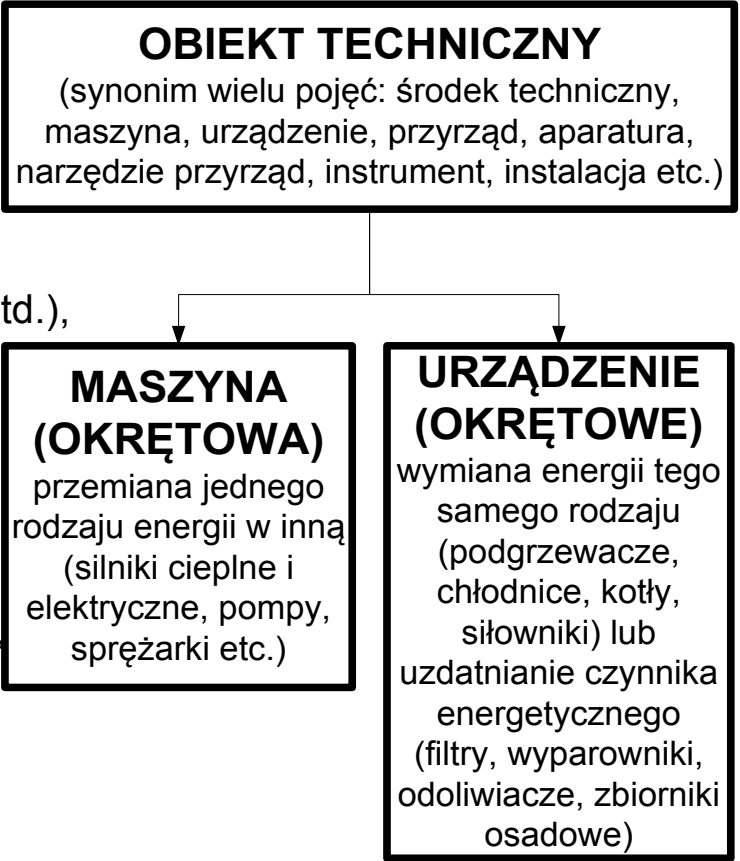 OBIEKT TECHNICZNY
(synonim wielu pojęć: środek techniczny,
maszyna, urządzenie, przyrząd, aparatura,
narzędzie przyrząd, instrument, instalacja etc.)
td.),
MASZYNA
(OKRĘTOWA)
przemiana jednego
rodzaju energii w inną
(silniki cieplne i
elektryczne, pompy,
sprężarki etc.)
URZĄDZENIE
(OKRĘTOWE)
wymiana energii tego
samego rodzaju
(podgrzewacze,
chłodnice, kotły,
siłowniki) lub
uzdatnianie czynnika
energetycznego
(filtry, wyparowniki,
odoliwiacze, zbiorniki
osadowe)